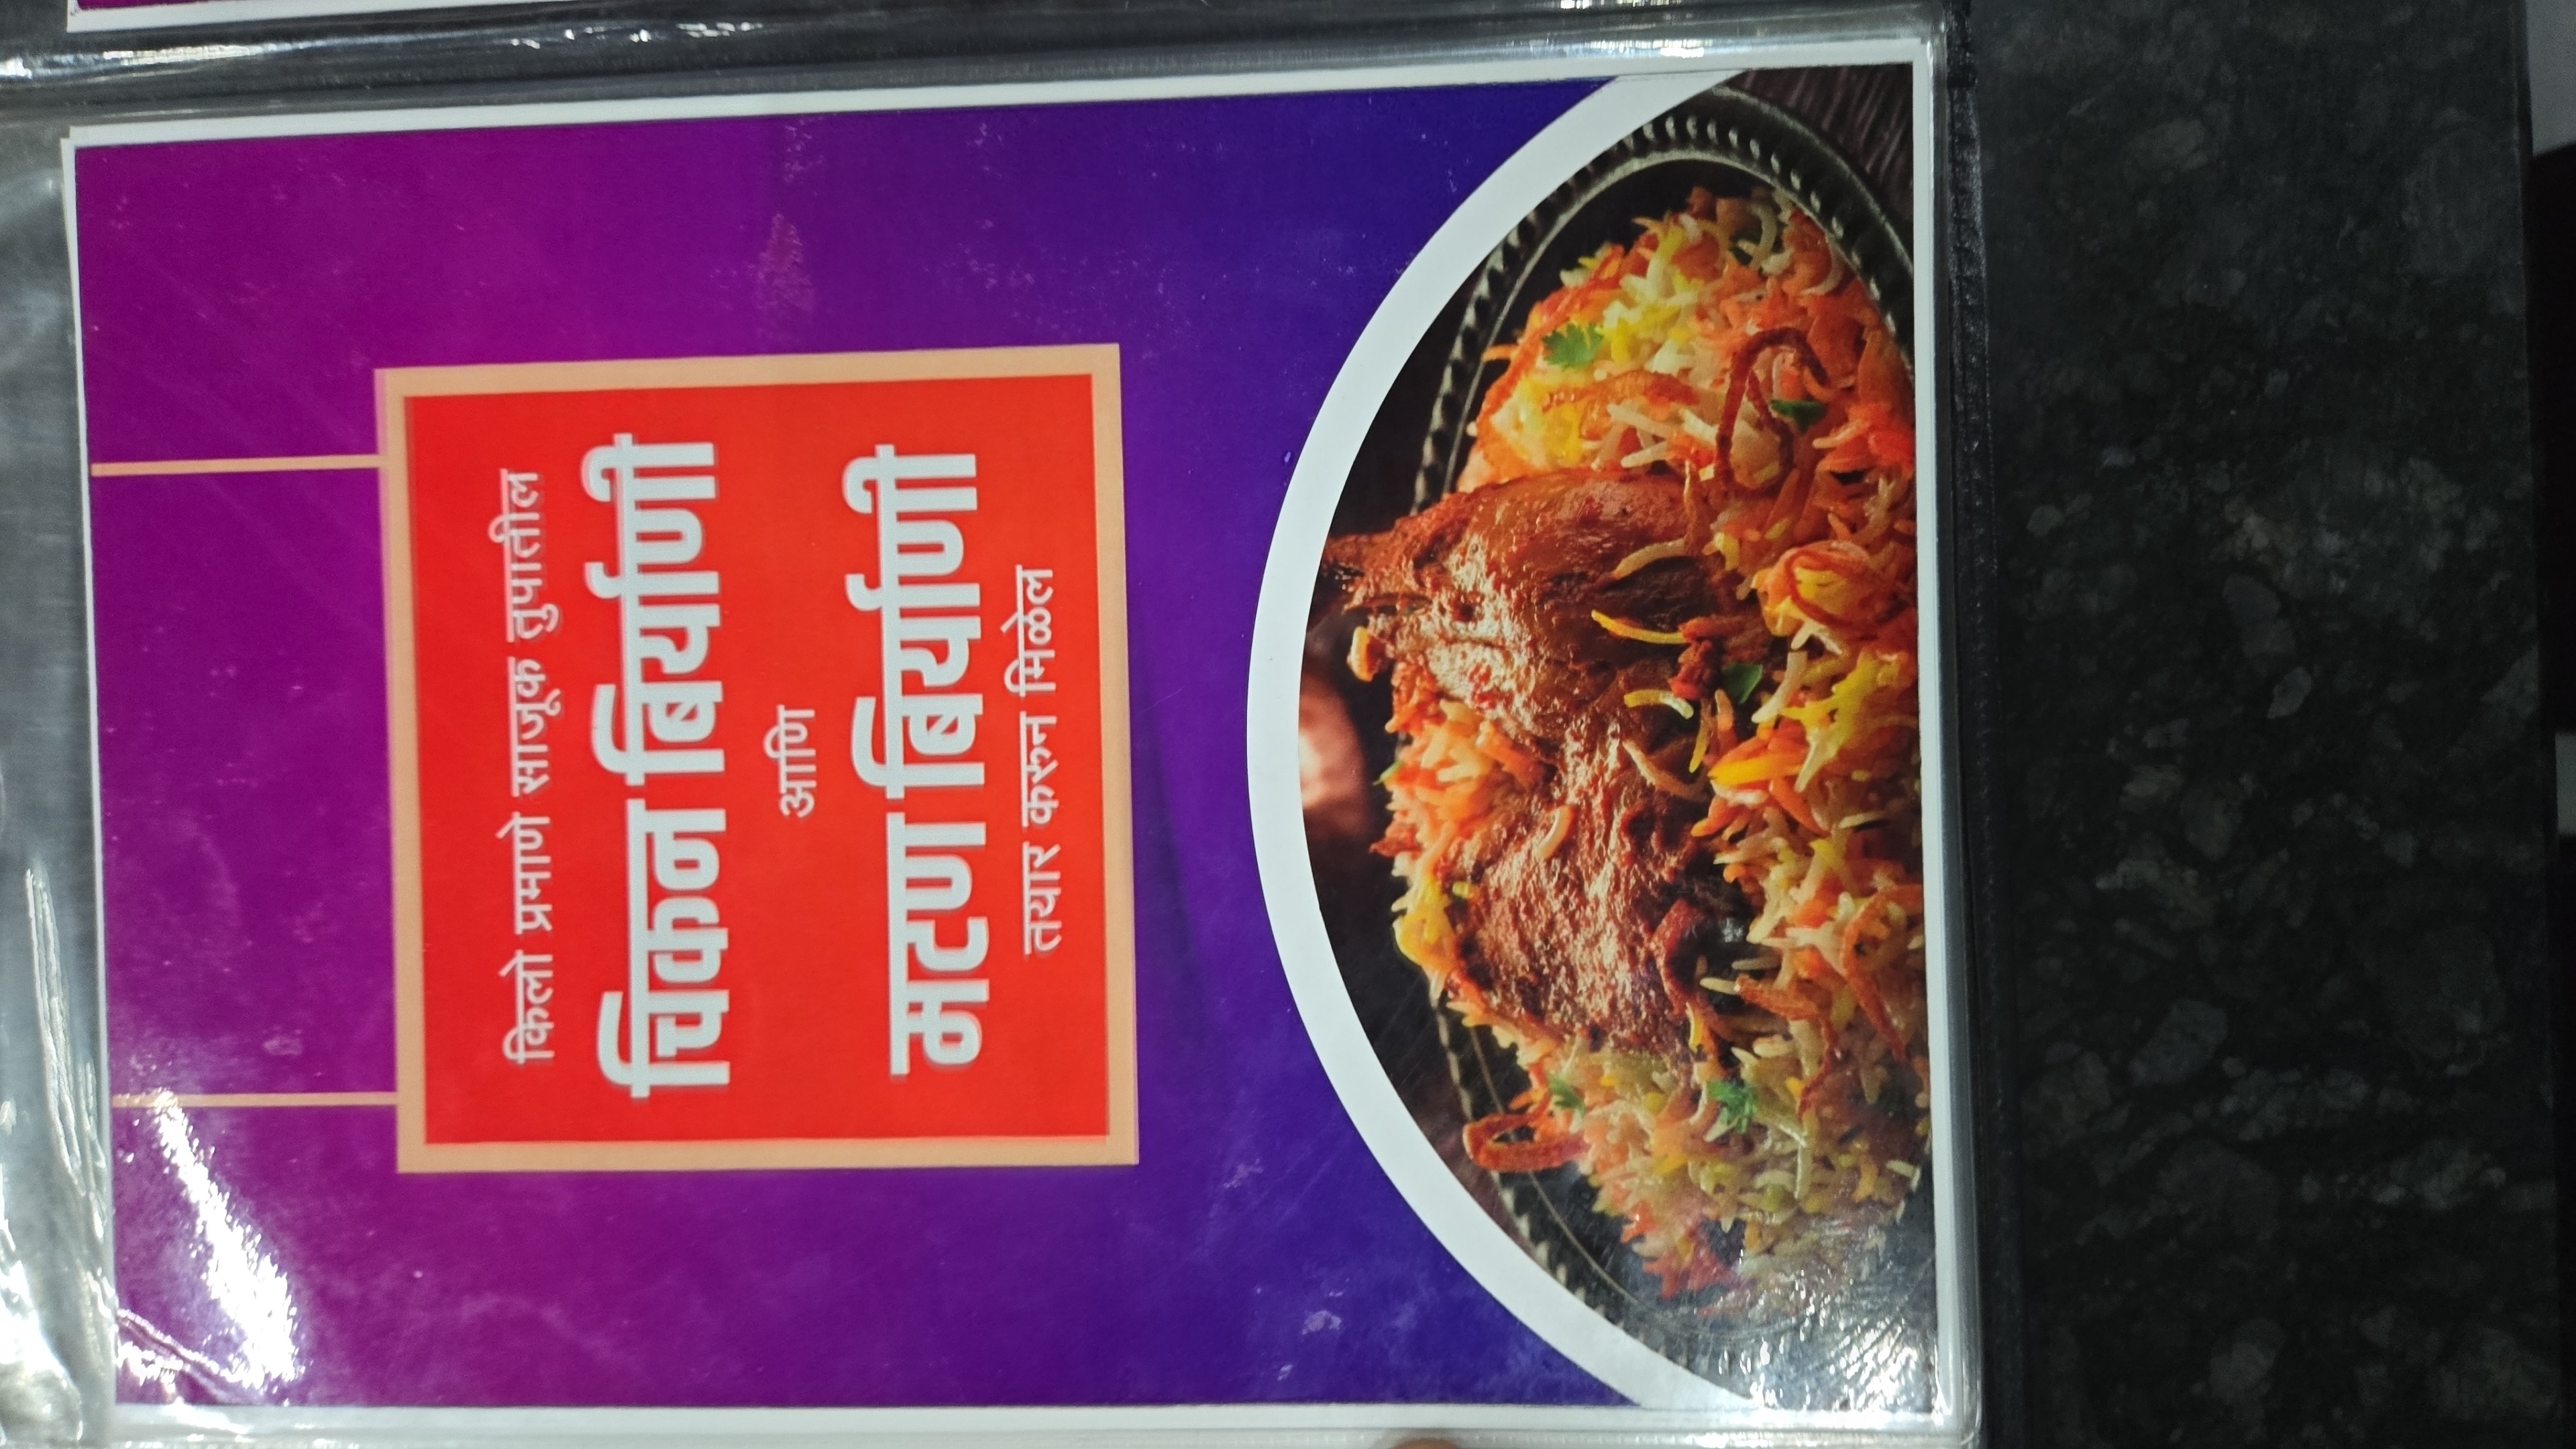 किलो प्रमाणे साजूक तुपातील
चिकन बिर्याणी
आणि
मटण बिर्याणी
तयार करून मिळेल